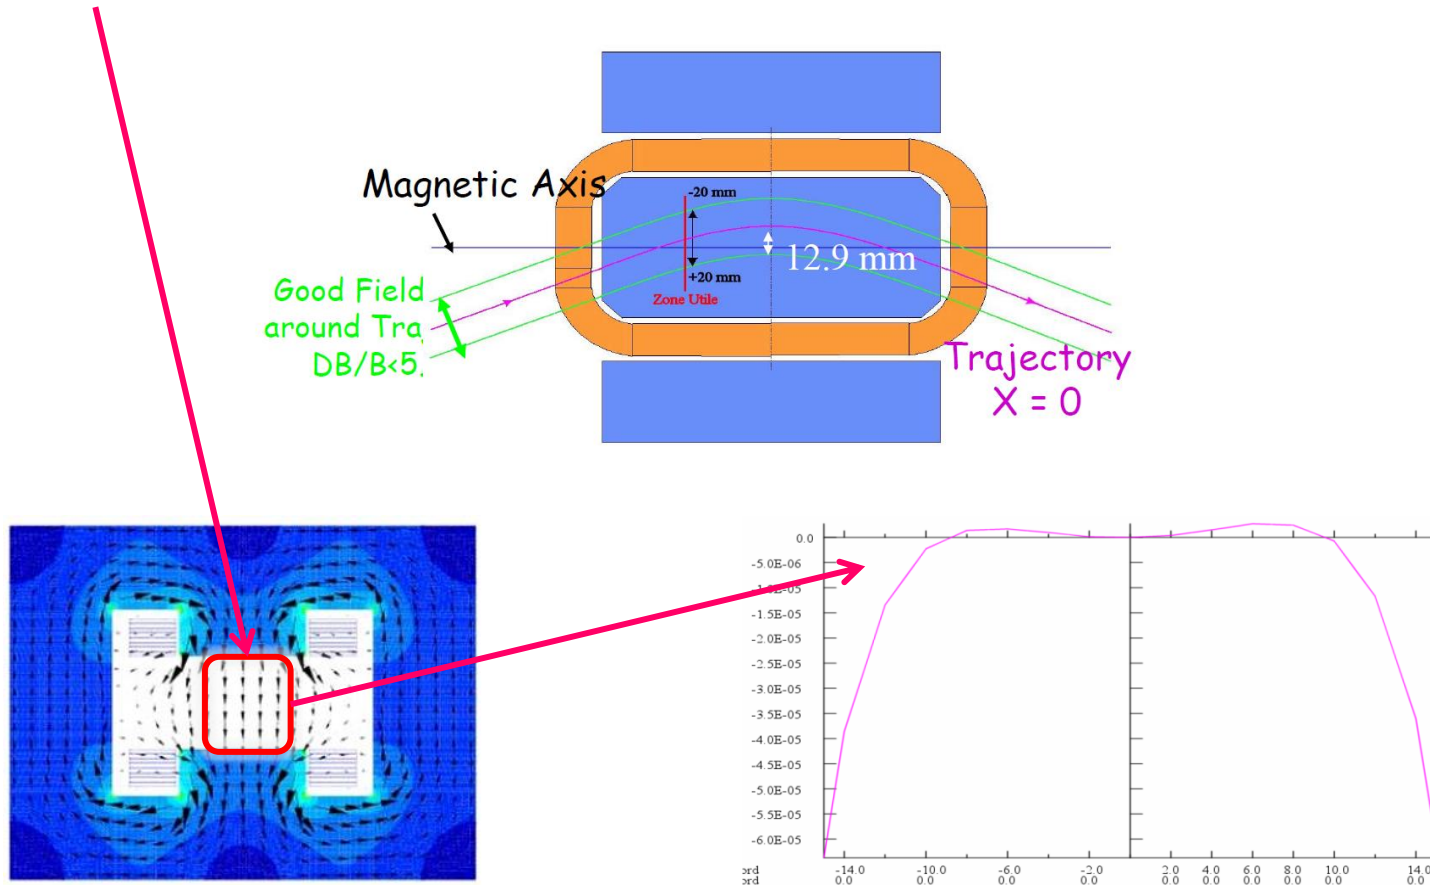 Magnetic Axis
-20 mm
12.9 mm
+20 mm
Zone Utile
Good Field
around Tra
DB/B<5.
Trajectory
X = 0
0.0
-5.0E-06
-1.5E-05
-2.0E-05
-2.5E-05
-3.0E-05
-3.5E-05
-4.0E-05
-4.5E-05
-5.0E-05
-5.5E-05
-6.0E-05
ord -14.0 -10.0 -6.0 -2.0 2.0 4.0 6.0 8.0 10.0 14.0
ord 0.0 0.0 0.0 0.0 0.0 0.0 0.0 0.0 0.0 0.0